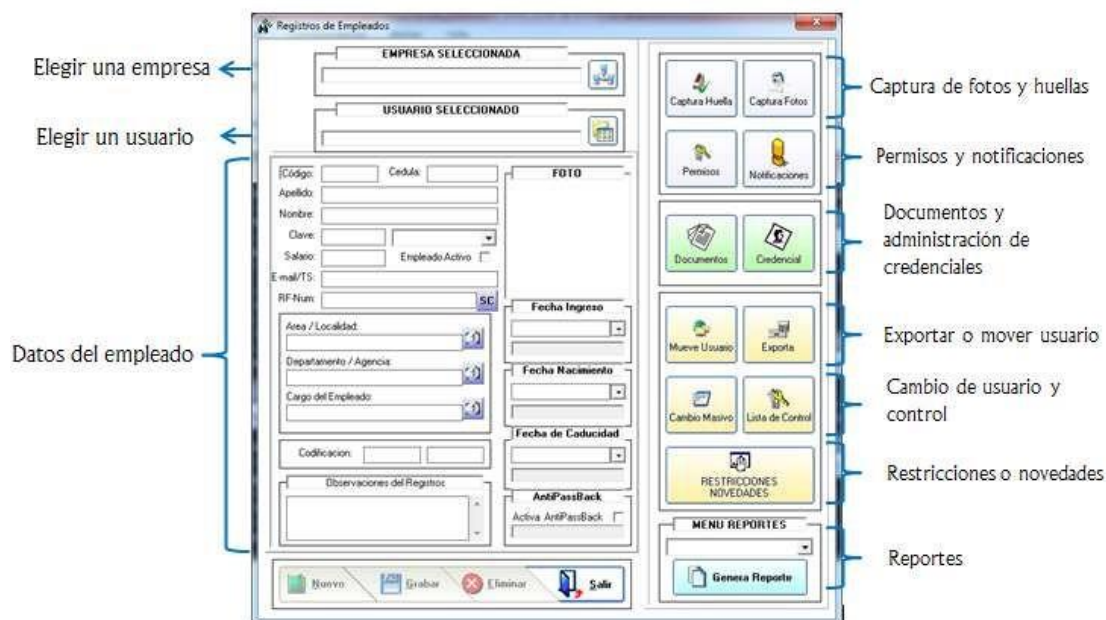 Registros de Empleados
Elegir una empresa
EMPRESA SELECCIONADA
Elegir un usuario
USUARIO SELECCIONADO
Datos del empleado
Código:
Cedula:
Apellido:
Nombre:
Clave:
Salario:
Empleado Activo
E-mail/TS:
RF-Num:
SC
Area / Localidad:
Departamento / Agencia:
Cargo del Empleado:
Codificacion:
Observaciones del Registros
FOTO
Fecha Ingreso
Fecha Nacimiento
Fecha de Caducidad
AntiPassBack
Activa AntiPassBack
Nuevo
Grabar
Eliminar
Salir
Captura Huella
Captura Fotos
Captura de fotos y huellas
Permisos
Notificaciones
Permisos y notificaciones
Documentos
Credencial
Documentos y
administración de
credenciales
Mueve Usuario
Exporta
Exportar o mover usuario
Cambio Masivo
Lista de Control
Cambio de usuario y
control
RESTRICCIONES
NOVEDADES
Restricciones o novedades
MENU REPORTES
Genera Reporte
Reportes